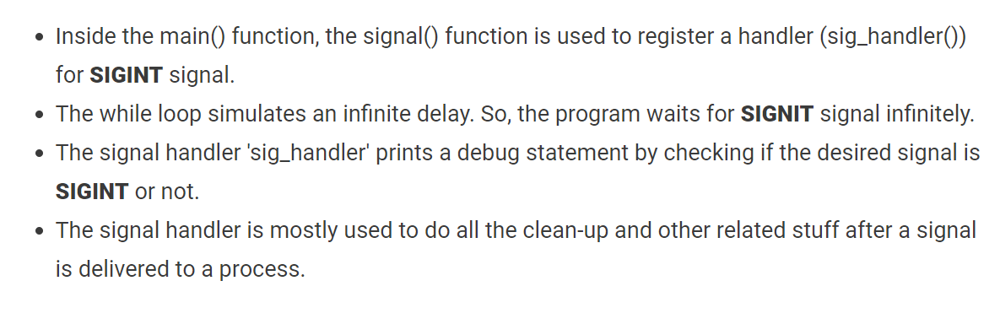 • Inside the main() function, the signal() function is used to register a handler (sig_handler())
for SIGINT signal.
• The while loop simulates an infinite delay. So, the program waits for SIGNIT signal infinitely.
• The signal handler 'sig_handler' prints a debug statement by checking if the desired signal is
SIGINT or not.
• The signal handler is mostly used to do all the clean-up and other related stuff after a signal
is delivered to a process.